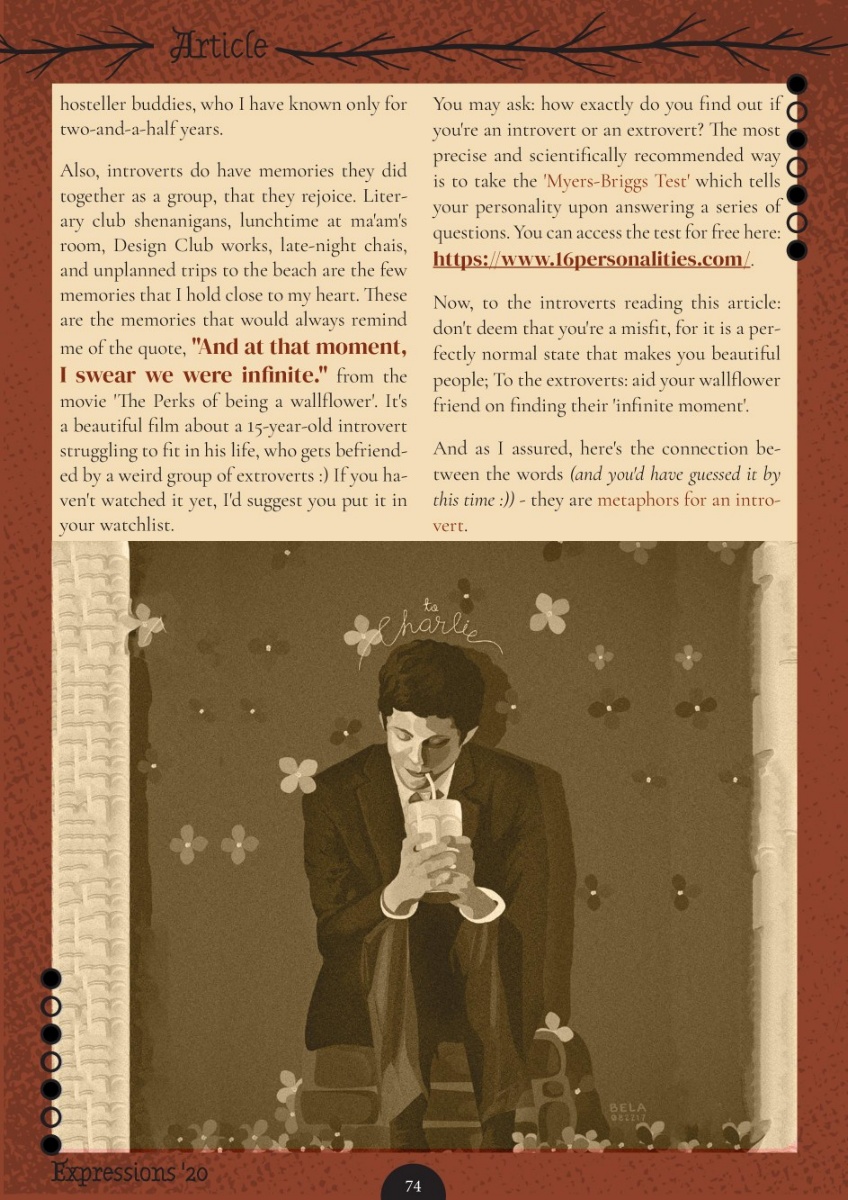 Article
hosteller buddies, who I have known only for
two-and-a-half years.
Also, introverts do have memories they did
together as a group, that they rejoice. Liter-
ary club shenanigans, lunchtime at ma'am's
room, Design Club works, late-night chais,
and unplanned trips to the beach are the few
memories that I hold close to my heart. These
are the memories that would always remind
me of the quote, "And at that moment,
I swear we were infinite." from the
movie 'The Perks of being a wallflower'. It's
a beautiful film about a 15-year-old introvert
struggling to fit in his life, who gets befriend-
ed by a weird group of extroverts :) If you ha-
ven't watched it yet, I'd suggest you put it in
your watchlist.
You may ask: how exactly do you find out if
you're an introvert or an extrovert? The most
precise and scientifically recommended way
is to take the 'Myers-Briggs Test' which tells
your personality upon answering a series of
questions. You can access the test for free here:
https://www.16personalities.com/.
Now, to the introverts reading this article:
don't deem that you're a misfit, for it is a per-
fectly normal state that makes you beautiful
people; To the extroverts: aid your wallflower
friend on finding their 'infinite moment'.
And as I assured, here's the connection be-
tween the words (and you'd have guessed it by
this time :)) - they are metaphors for an intro-
vert.
to
Charlie
BELA
081217
Expressions '20
74